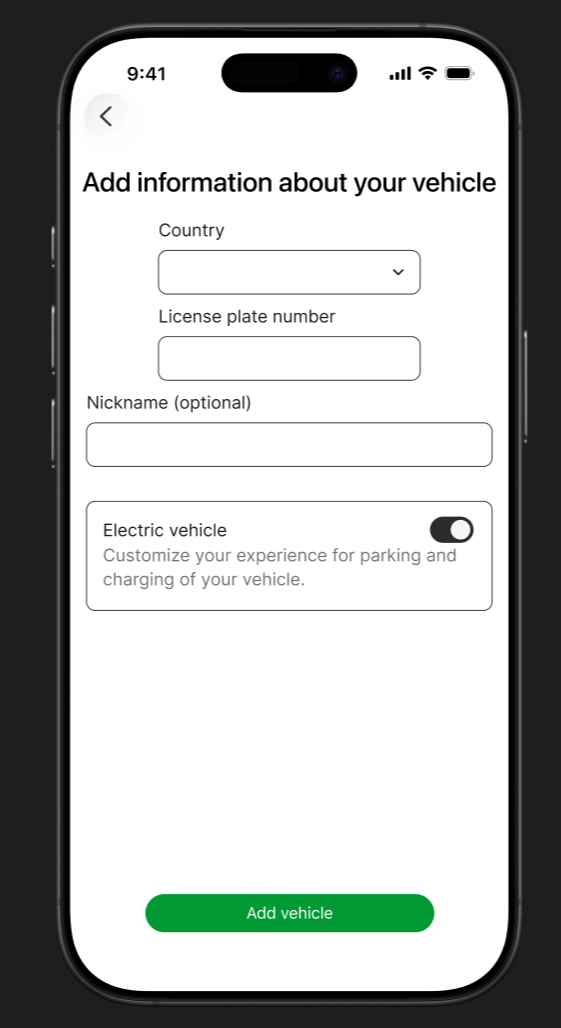 9:41
Add information about your vehicle
Country
License plate number
Nickname (optional)
Electric vehicle
Customize your experience for parking and
charging of your vehicle.
Add vehicle